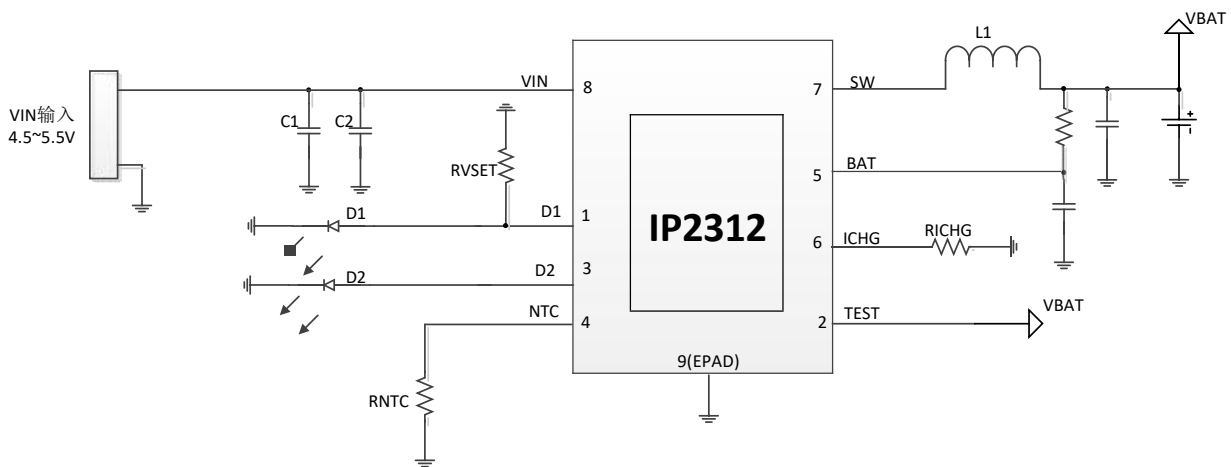 VBAT
L1
VIN
8
7
SW
VIN输入
4.5~5.5V
C1
C2
+
-
RVSET
5
BAT
D1
D1
1
IP2312
6
ICHG
RICHG
D2
D2
3
NTC
4
2
TEST
VBAT
9(EPAD)
RNTC